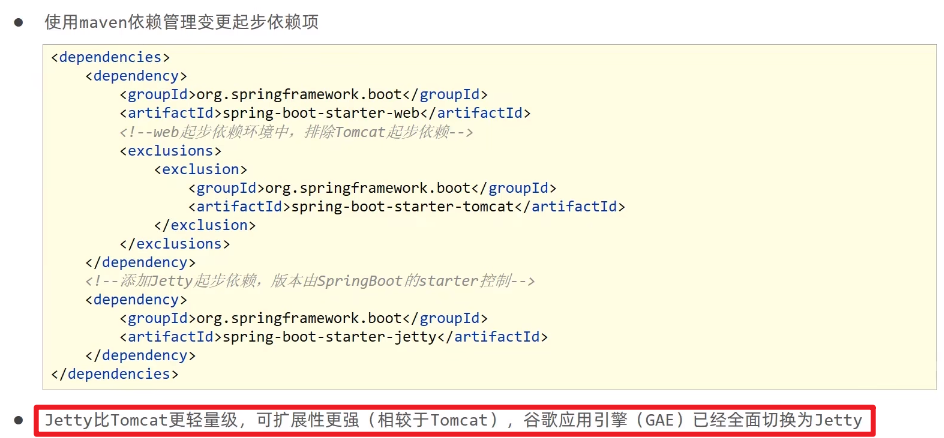 ● 使用maven依赖管理变更起步依赖项
<dependencies>
    <dependency>
        <groupId>org.springframework.boot</groupId>
        <artifactId>spring-boot-starter-web</artifactId>
        <!--web起步依赖环境中，排除Tomcat起步依赖-->
        <exclusions>
            <exclusion>
                <groupId>org.springframework.boot</groupId>
                <artifactId>spring-boot-starter-tomcat</artifactId>
            </exclusion>
        </exclusions>
    </dependency>
    <!--添加Jetty起步依赖，版本由SpringBoot的starter控制-->
    <dependency>
        <groupId>org.springframework.boot</groupId>
        <artifactId>spring-boot-starter-jetty</artifactId>
    </dependency>
</dependencies>
● Jetty比Tomcat更轻量级，可扩展性更强（相较于Tomcat），谷歌应用引擎（GAE）已经全面切换为Jetty